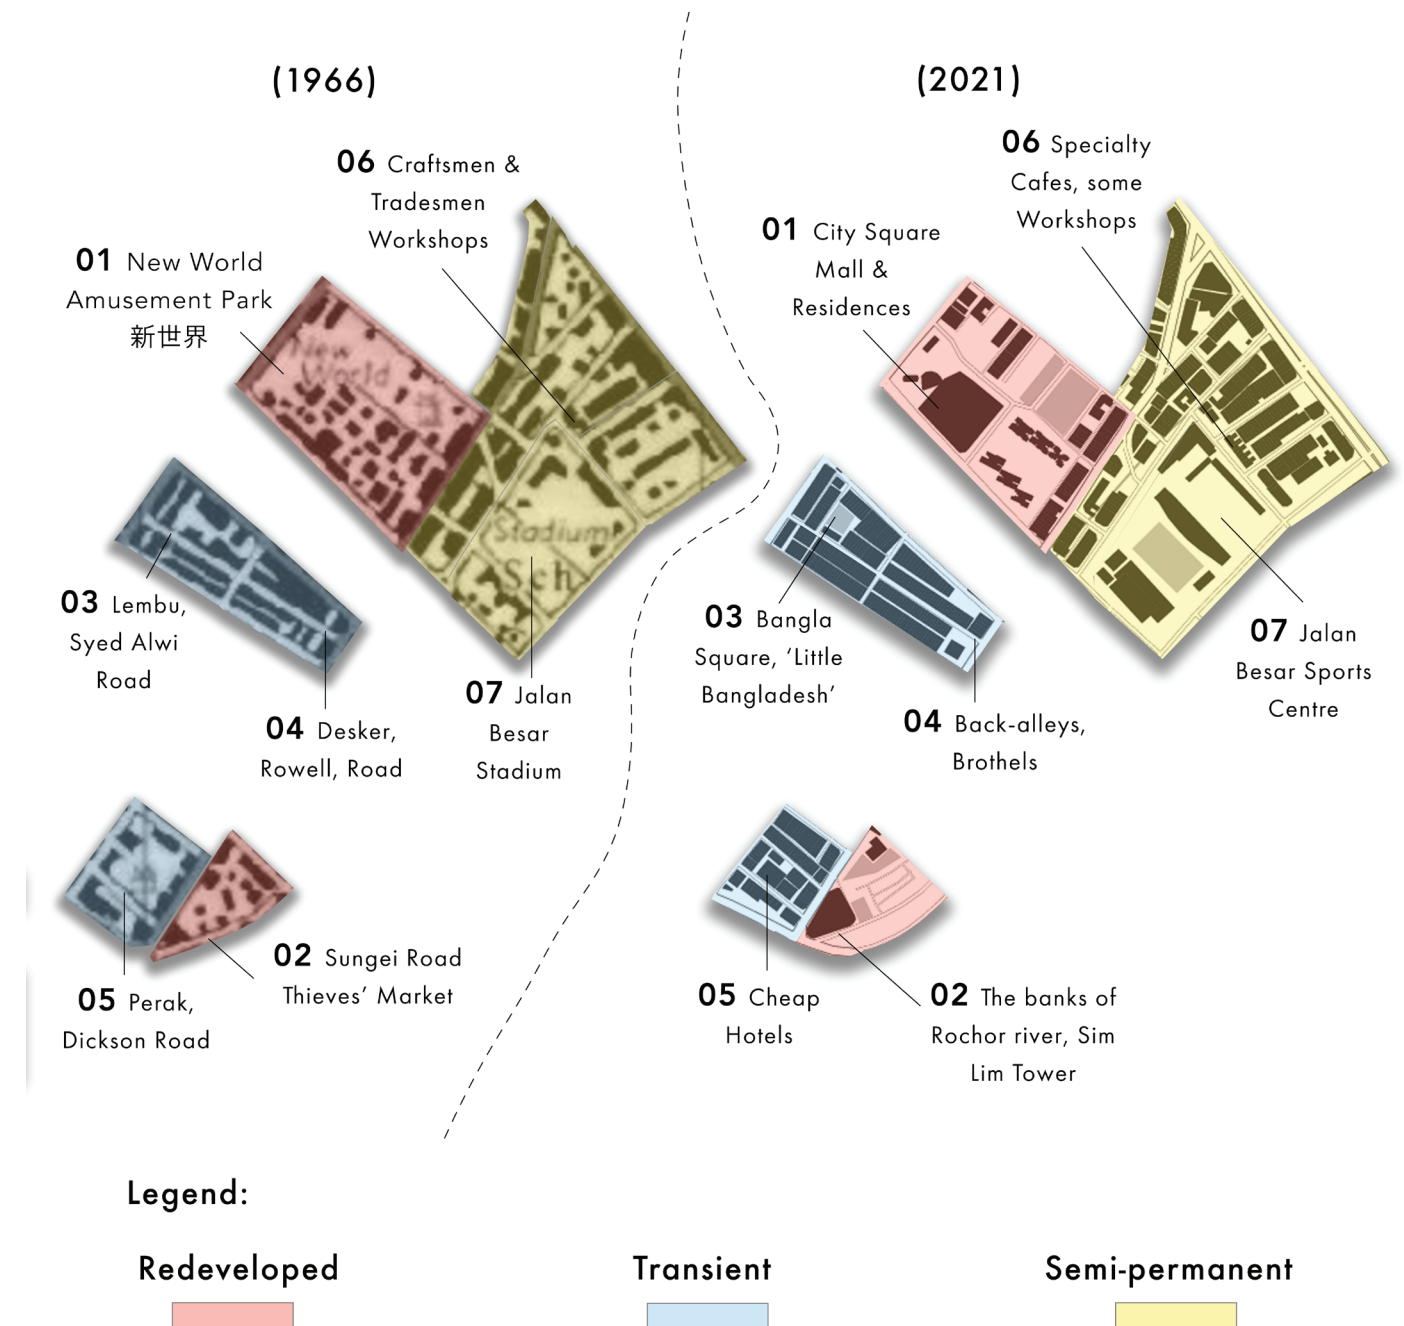 (1966)
06 Craftsmen &
Tradesmen
Workshops
01 New World
Amusement Park
新世界
New
World
Stadium
Sch
03 Lembu,
Syed Alwi
Road
04 Desker,
Rowell, Road
07 Jalan
Besar
Stadium
05 Perak,
Dickson Road
02 Sungei Road
Thieves’ Market
(2021)
06 Specialty
Cafes, some
Workshops
01 City Square
Mall &
Residences
03 Bangla
Square, ‘Little
Bangladesh’
04 Back-alleys,
Brothels
07 Jalan
Besar Sports
Centre
05 Cheap
Hotels
02 The banks of
Rochor river, Sim
Lim Tower
Legend:
Redeveloped
Transient
Semi-permanent